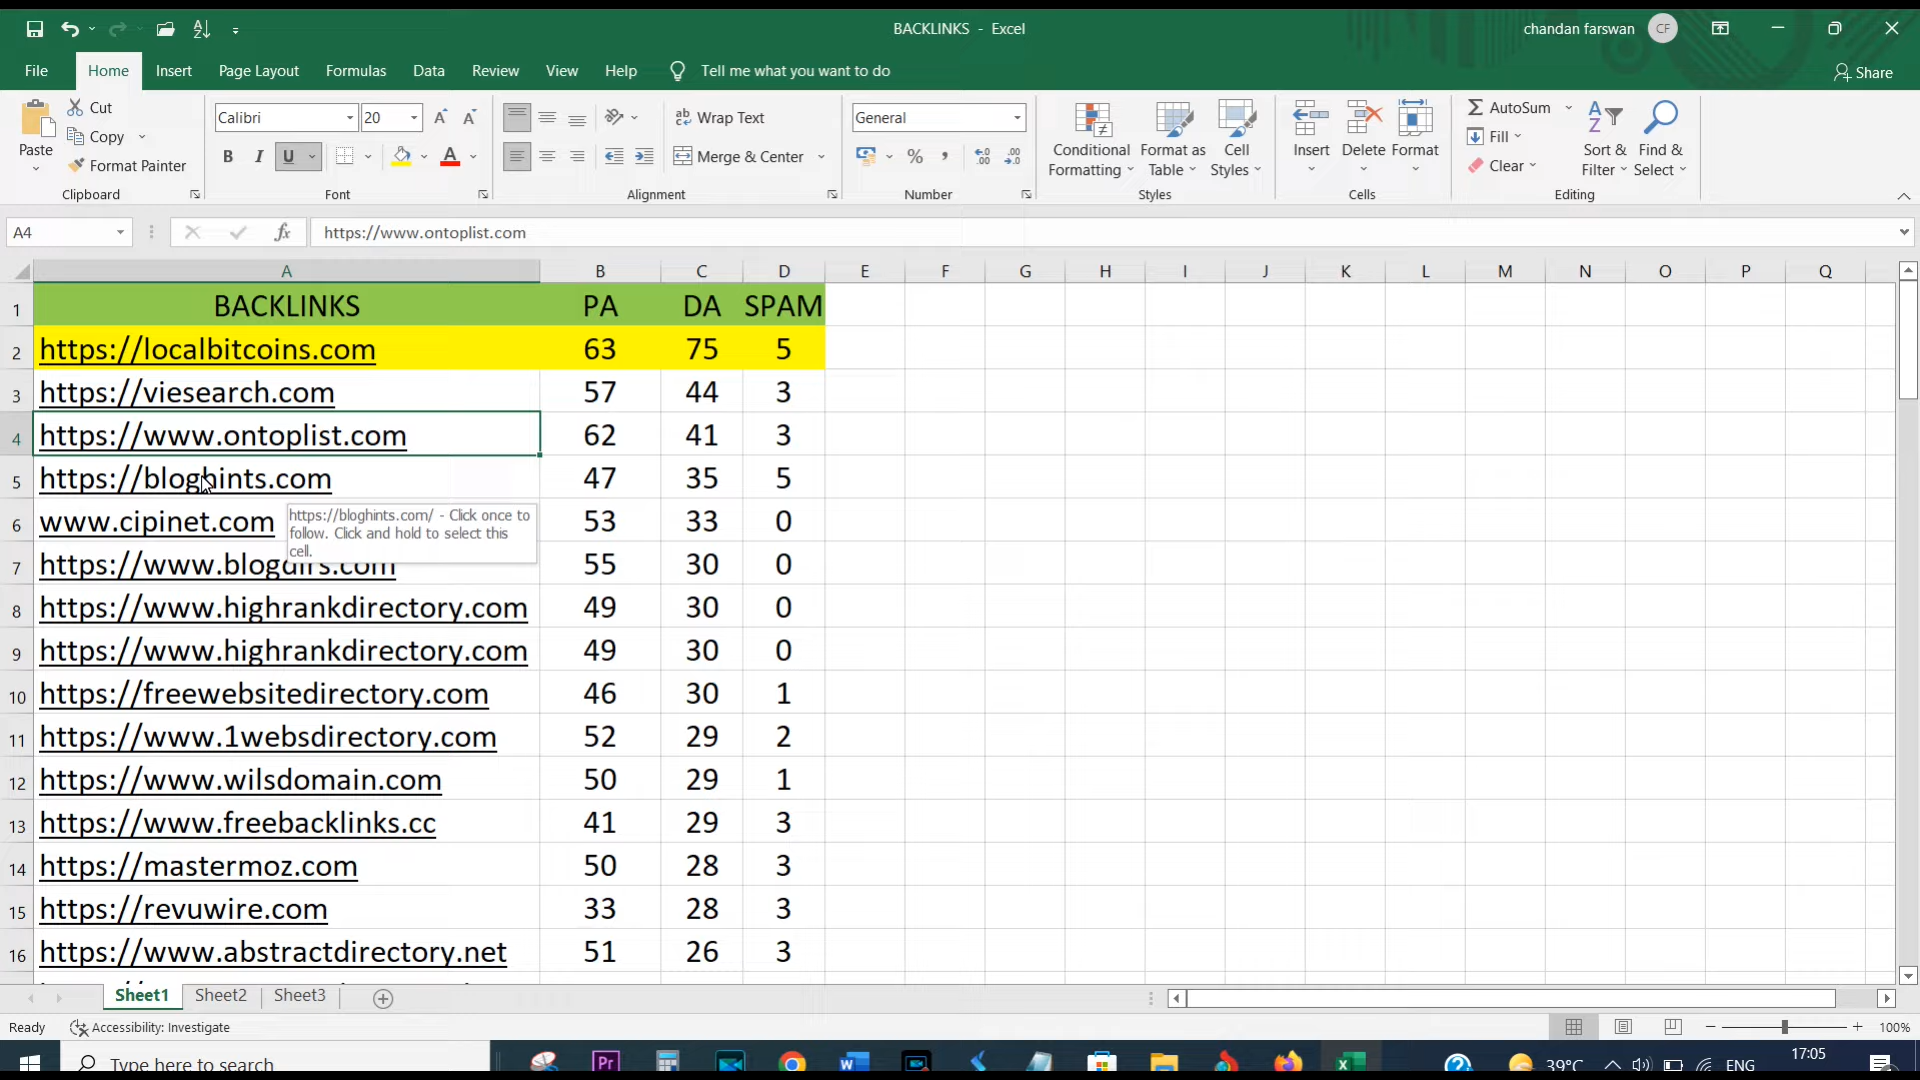 BACKLINKS - Excel
chandan farswan CF
File Home Insert Page Layout Formulas Data Review View Help Tell me what you want to do Share
Paste
Cut
Copy
Format Painter
Clipboard
Calibri 20
B I U A
Font
ab Wrap Text
Merge & Center
Alignment
General
% ,
Number
Conditional Formatting
Format as Table
Cell Styles
Styles
Insert Delete Format
Cells
AutoSum
Fill
Clear
Sort & Filter
Find & Select
Editing
A4 fx https://www.ontoplist.com
A B C D E F G H I J K L M N O P Q
1 BACKLINKS PA DA SPAM
2 https://localbitcoins.com 63 75 5
3 https://viesearch.com 57 44 3
4 https://www.ontoplist.com 62 41 3
5 https://bloghints.com 47 35 5
https://bloghints.com/ - Click once to
follow. Click and hold to select this
cell.
6 www.cipinet.com 53 33 0
7 https://www.blogdirs.com 55 30 0
8 https://www.highrankdirectory.com 49 30 0
9 https://www.highrankdirectory.com 49 30 0
10 https://freewebsitedirectory.com 46 30 1
11 https://www.1websdirectory.com 52 29 2
12 https://www.wilsdomain.com 50 29 1
13 https://www.freebacklinks.cc 41 29 3
14 https://mastermoz.com 50 28 3
15 https://revuwire.com 33 28 3
16 https://www.abstractdirectory.net 51 26 3
Sheet1 Sheet2 Sheet3
Ready Accessibility: Investigate 100%
Type here to search
39°C ENG 17:05